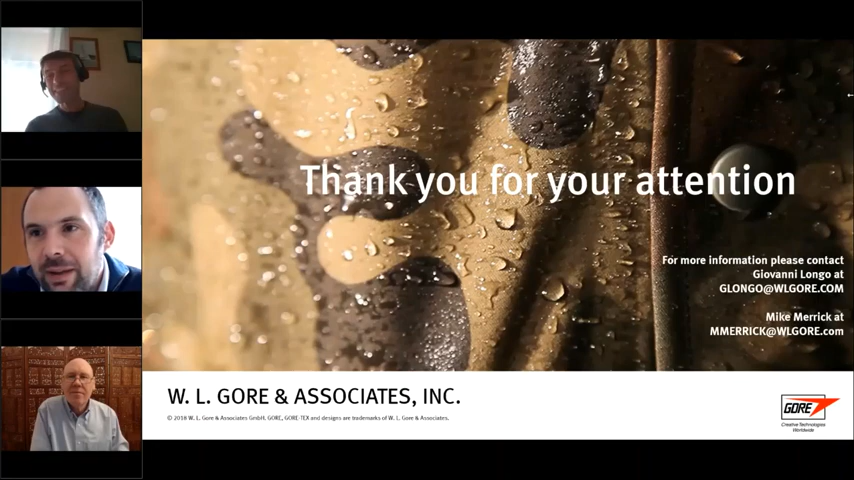 Thank you for your attention
For more information please contact
Giovanni Longo at
GLONGO@WLGORE.COM
Mike Merrick at
MMERRICK@WLGORE.com
W. L. GORE & ASSOCIATES, INC.
© 2018 W. L. Gore & Associates GmbH. GORE, GORE-TEX and designs are trademarks of W. L. Gore & Associates.
GORE
Creative Technologies
Worldwide